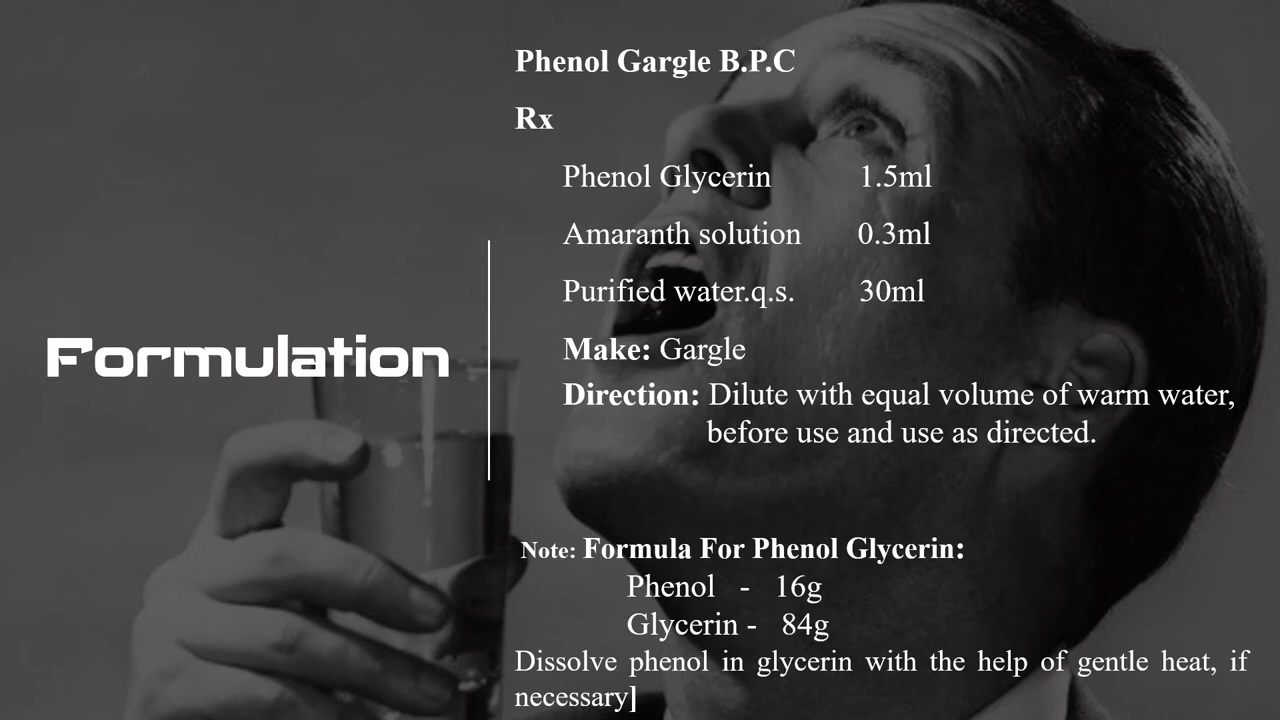 Formulation
Phenol Gargle B.P.C
Rx
Phenol Glycerin 1.5ml
Amaranth solution 0.3ml
Purified water.q.s. 30ml
Make: Gargle
Direction: Dilute with equal volume of warm water,
before use and use as directed.
Note: Formula For Phenol Glycerin:
Phenol - 16g
Glycerin - 84g
Dissolve phenol in glycerin with the help of gentle heat, if
necessary]